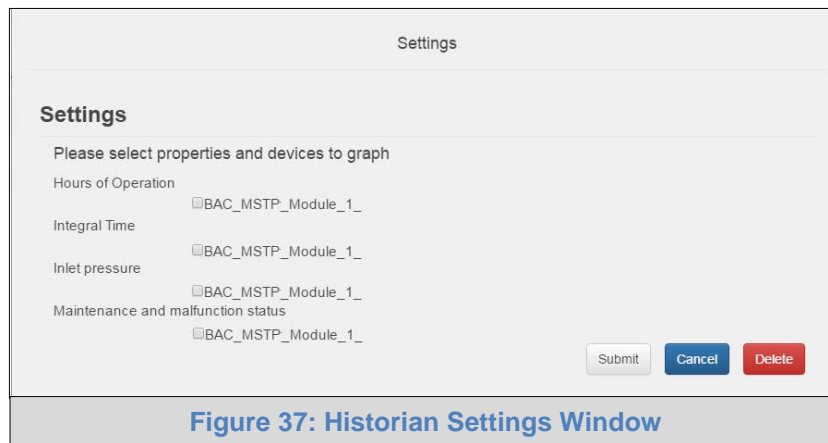 Settings
Settings
Please select properties and devices to graph
Hours of Operation
BAC_MSTP_Module_1_
Integral Time
BAC_MSTP_Module_1_
Inlet pressure
BAC_MSTP_Module_1_
Maintenance and malfunction status
BAC_MSTP_Module_1_
Submit Cancel Delete
Figure 37: Historian Settings Window